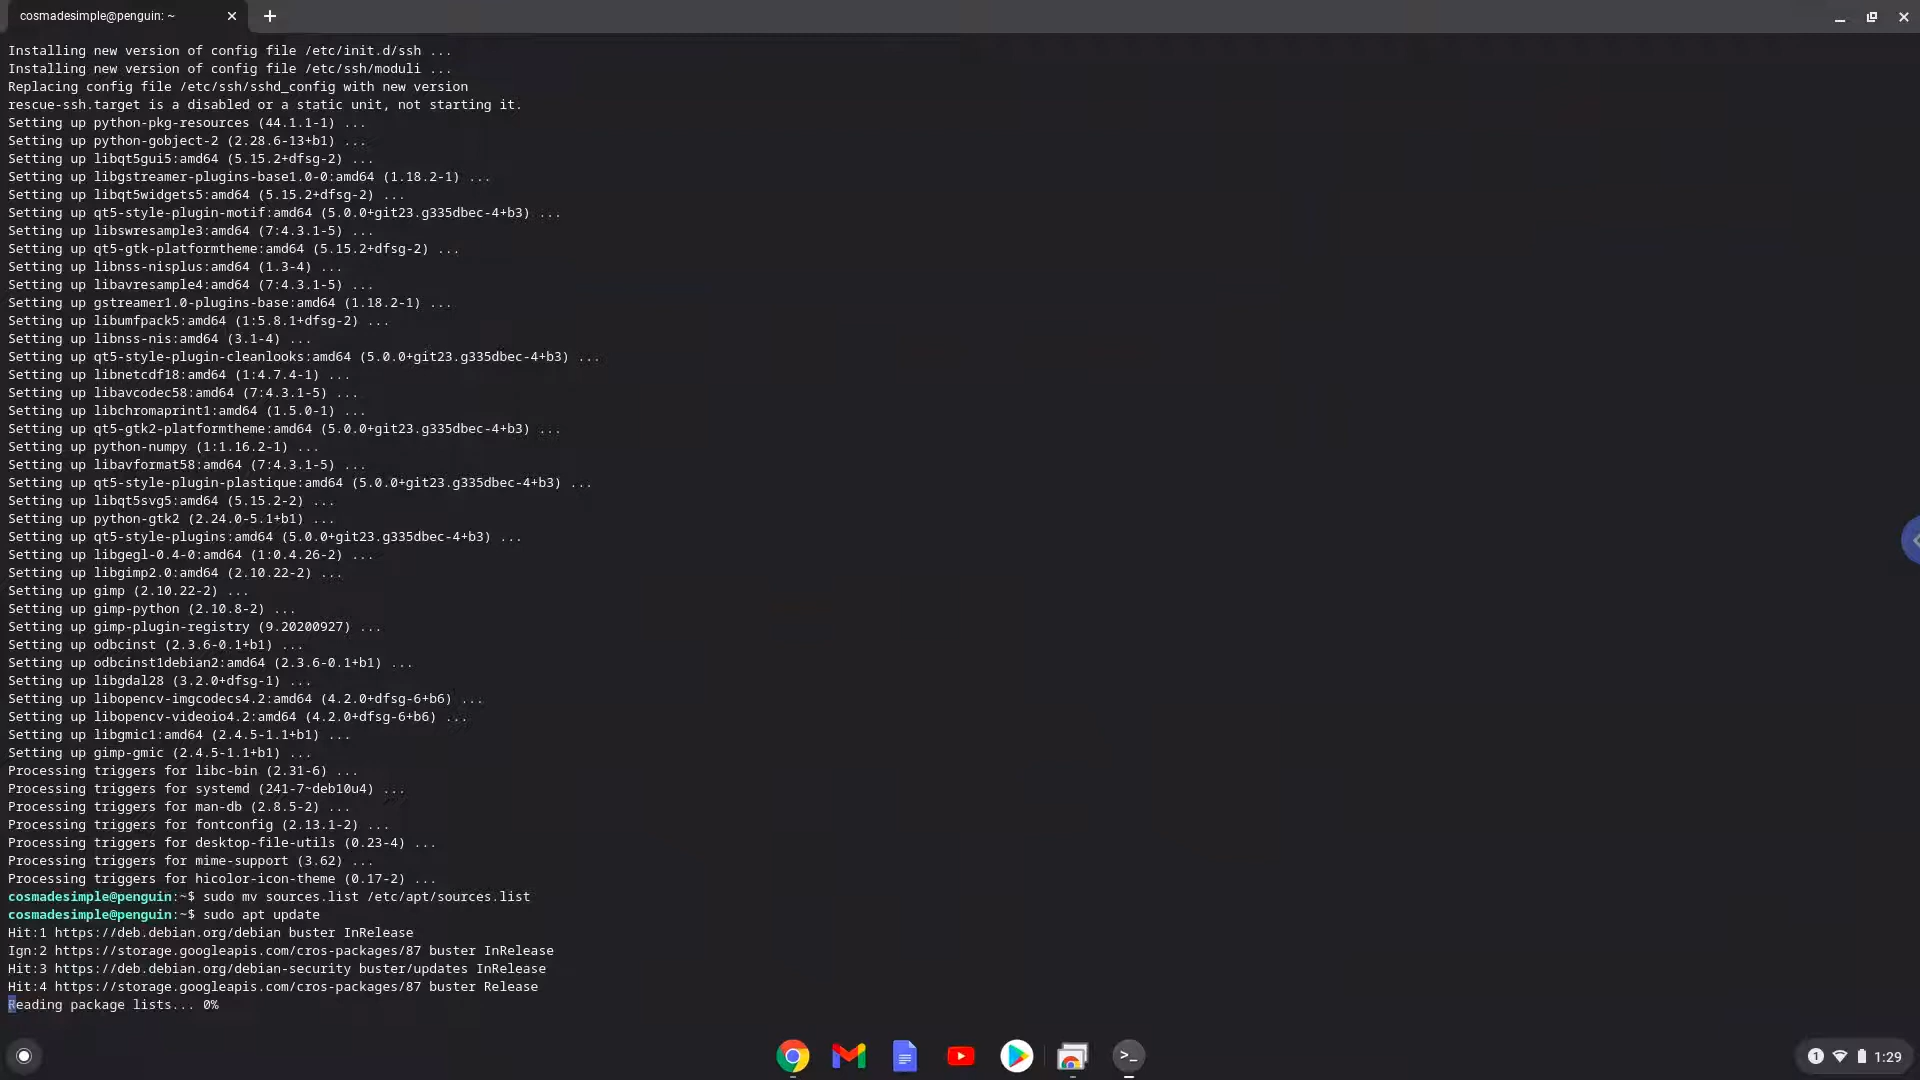 cosmadesimple@penguin: ~
Installing new version of config file /etc/init.d/ssh ...
Installing new version of config file /etc/ssh/moduli ...
Replacing config file /etc/ssh/sshd_config with new version
rescue-ssh.target is a disabled or a static unit, not starting it.
Setting up python-pkg-resources (44.1.1-1) ...
Setting up python-gobject-2 (2.28.6-13+b1) ...
Setting up libqt5gui5:amd64 (5.15.2+dfsg-2) ...
Setting up libgstreamer-plugins-base1.0-0:amd64 (1.18.2-1) ...
Setting up libqt5widgets5:amd64 (5.15.2+dfsg-2) ...
Setting up qt5-style-plugin-motif:amd64 (5.0.0+git23.g335dbec-4+b3) ...
Setting up libswresample3:amd64 (7:4.3.1-5) ...
Setting up qt5-gtk-platformtheme:amd64 (5.15.2+dfsg-2) ...
Setting up libnss-nisplus:amd64 (1.3-4) ...
Setting up libavresample4:amd64 (7:4.3.1-5) ...
Setting up gstreamer1.0-plugins-base:amd64 (1.18.2-1) ...
Setting up libumfpack5:amd64 (1:5.8.1+dfsg-2) ...
Setting up libnss-nis:amd64 (3.1-4) ...
Setting up qt5-style-plugin-cleanlooks:amd64 (5.0.0+git23.g335dbec-4+b3) ...
Setting up libnetcdf18:amd64 (1:4.7.4-1) ...
Setting up libavcodec58:amd64 (7:4.3.1-5) ...
Setting up libchromaprint1:amd64 (1.5.0-1) ...
Setting up qt5-gtk2-platformtheme:amd64 (5.0.0+git23.g335dbec-4+b3) ...
Setting up python-numpy (1:1.16.2-1) ...
Setting up libavformat58:amd64 (7:4.3.1-5) ...
Setting up qt5-style-plugin-plastique:amd64 (5.0.0+git23.g335dbec-4+b3) ...
Setting up libqt5svg5:amd64 (5.15.2-2) ...
Setting up python-gtk2 (2.24.0-5.1+b1) ...
Setting up qt5-style-plugins:amd64 (5.0.0+git23.g335dbec-4+b3) ...
Setting up libgegl-0.4-0:amd64 (1:0.4.26-2) ...
Setting up libgimp2.0:amd64 (2.10.22-2) ...
Setting up gimp (2.10.22-2) ...
Setting up gimp-python (2.10.8-2) ...
Setting up gimp-plugin-registry (9.20200927) ...
Setting up odbcinst (2.3.6-0.1+b1) ...
Setting up odbcinst1debian2:amd64 (2.3.6-0.1+b1) ...
Setting up libgdal28 (3.2.0+dfsg-1) ...
Setting up libopencv-imgcodecs4.2:amd64 (4.2.0+dfsg-6+b6) ...
Setting up libopencv-videoio4.2:amd64 (4.2.0+dfsg-6+b6) ...
Setting up libgmic1:amd64 (2.4.5-1.1+b1) ...
Setting up gimp-gmic (2.4.5-1.1+b1) ...
Processing triggers for libc-bin (2.31-6) ...
Processing triggers for systemd (241-7~deb10u4) ...
Processing triggers for man-db (2.8.5-2) ...
Processing triggers for fontconfig (2.13.1-2) ...
Processing triggers for desktop-file-utils (0.23-4) ...
Processing triggers for mime-support (3.62) ...
Processing triggers for hicolor-icon-theme (0.17-2) ...
cosmadesimple@penguin:~$ sudo mv sources.list /etc/apt/sources.list
cosmadesimple@penguin:~$ sudo apt update
Hit:1 https://deb.debian.org/debian buster InRelease
Ign:2 https://storage.googleapis.com/cros-packages/87 buster InRelease
Hit:3 https://deb.debian.org/debian-security buster/updates InRelease
Hit:4 https://storage.googleapis.com/cros-packages/87 buster Release
Reading package lists... 0%
1 1:29